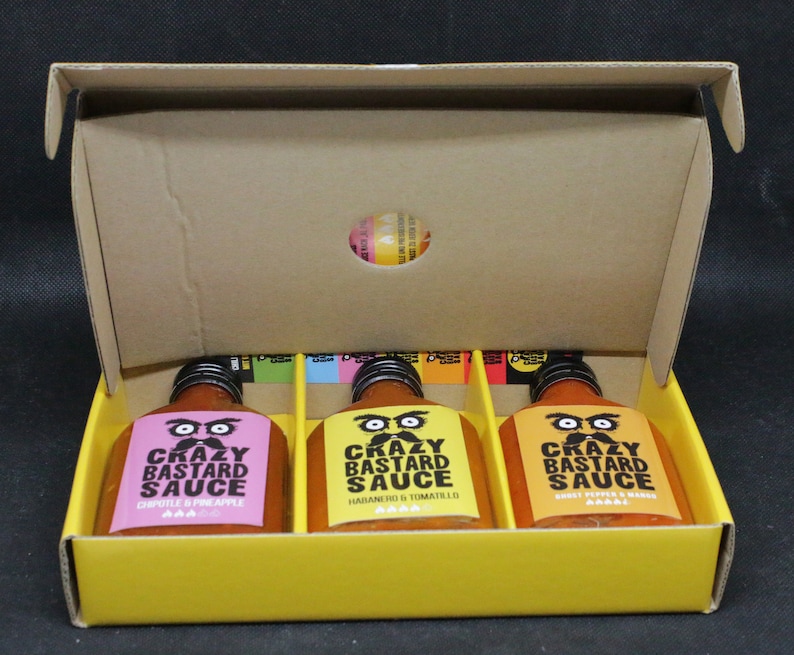 CRAZY
BASTARD
SAUCE
CHIPOTLE & PINEAPPLE
CRAZY
BASTARD
SAUCE
HABANERO & TOMATILLO
CRAZY
BASTARD
SAUCE
GHOST PEPPER & MANGO